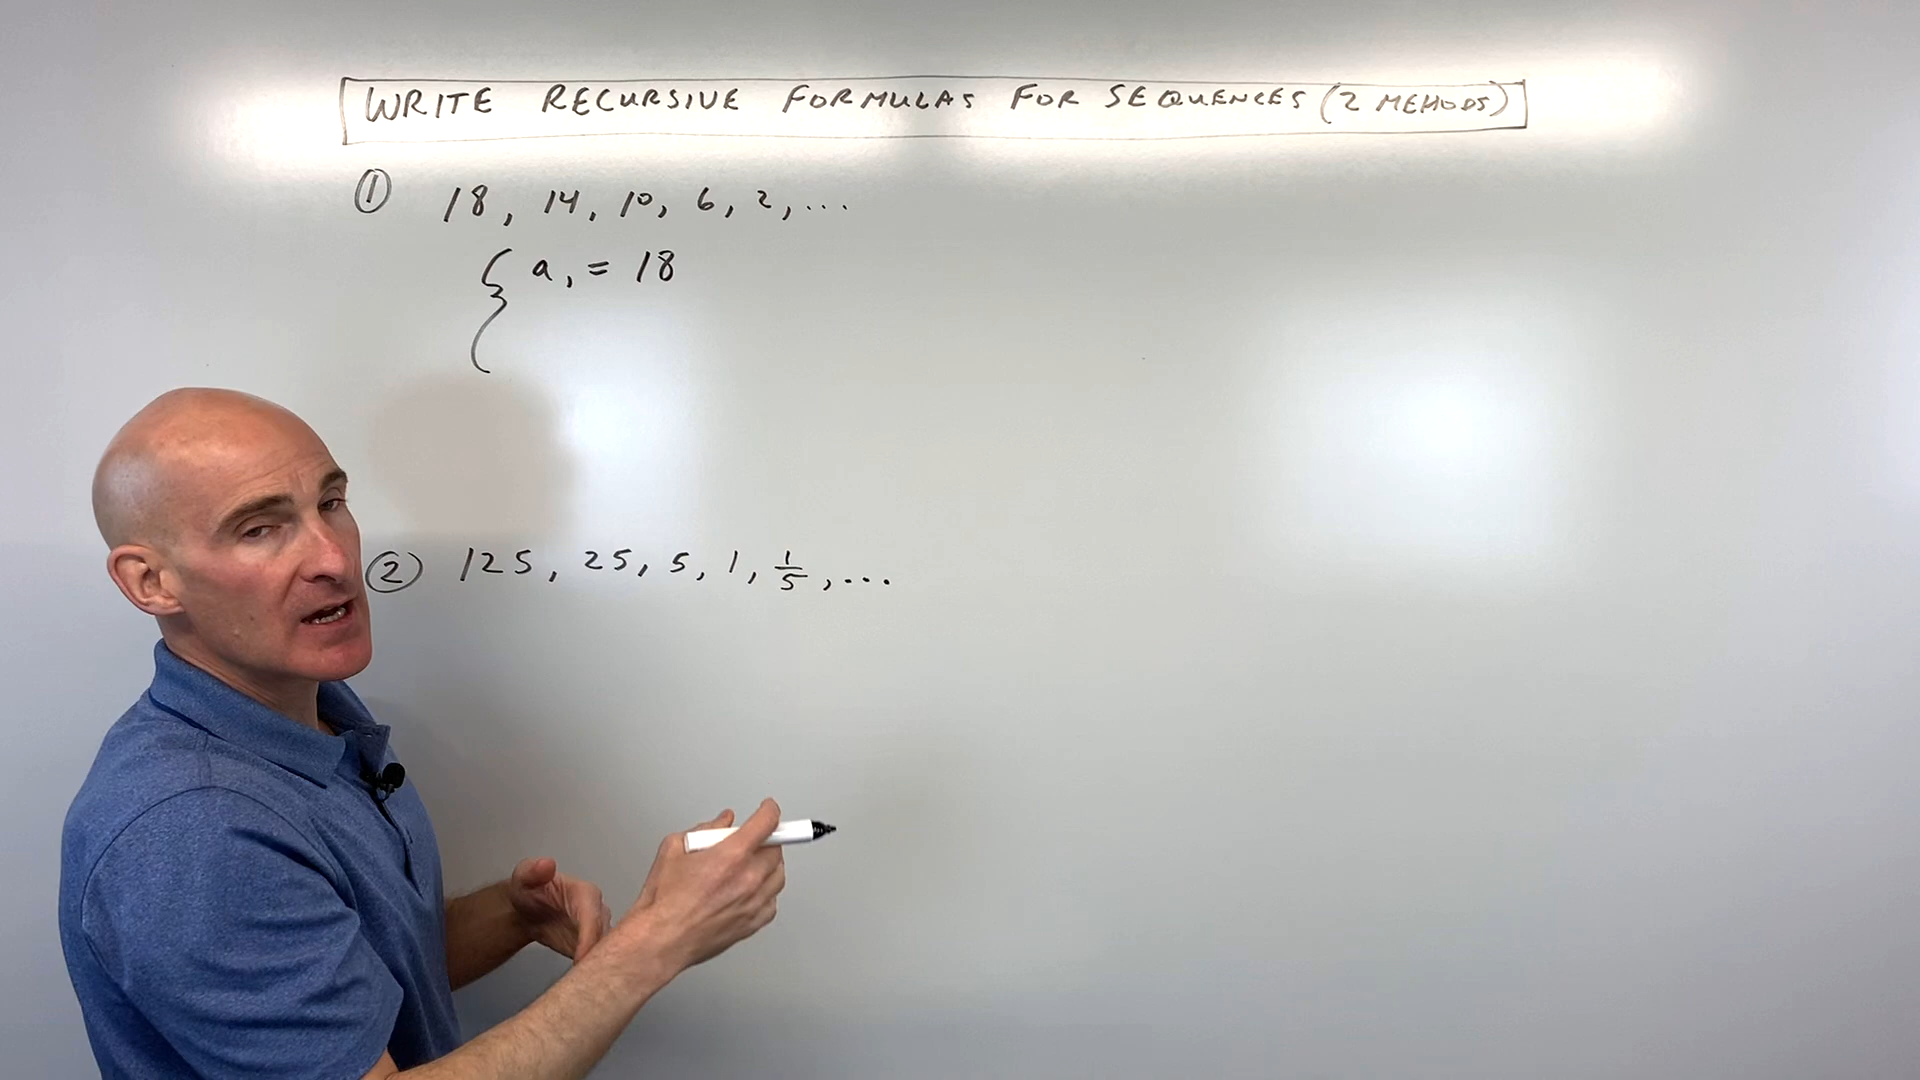 WRITE RECURSIVE FORMULAS FOR SEQUENCES (2 MEHODS)
① 18, 14, 10, 6, 2, ...
{ a₁ = 18
② 125, 25, 5, 1, 1/5, ...